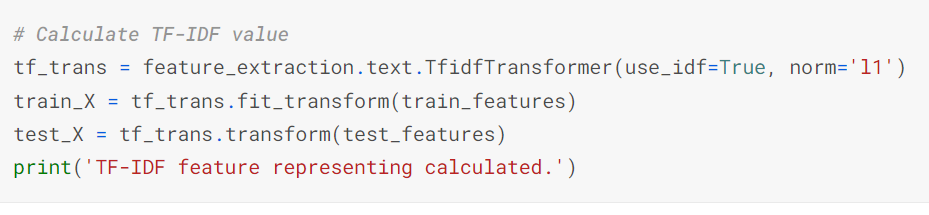 # Calculate TF-IDF value
tf_trans = feature_extraction.text.TfidfTransformer(use_idf=True, norm='l1')
train_X = tf_trans.fit_transform(train_features)
test_X = tf_trans.transform(test_features)
print('TF-IDF feature representing calculated.')